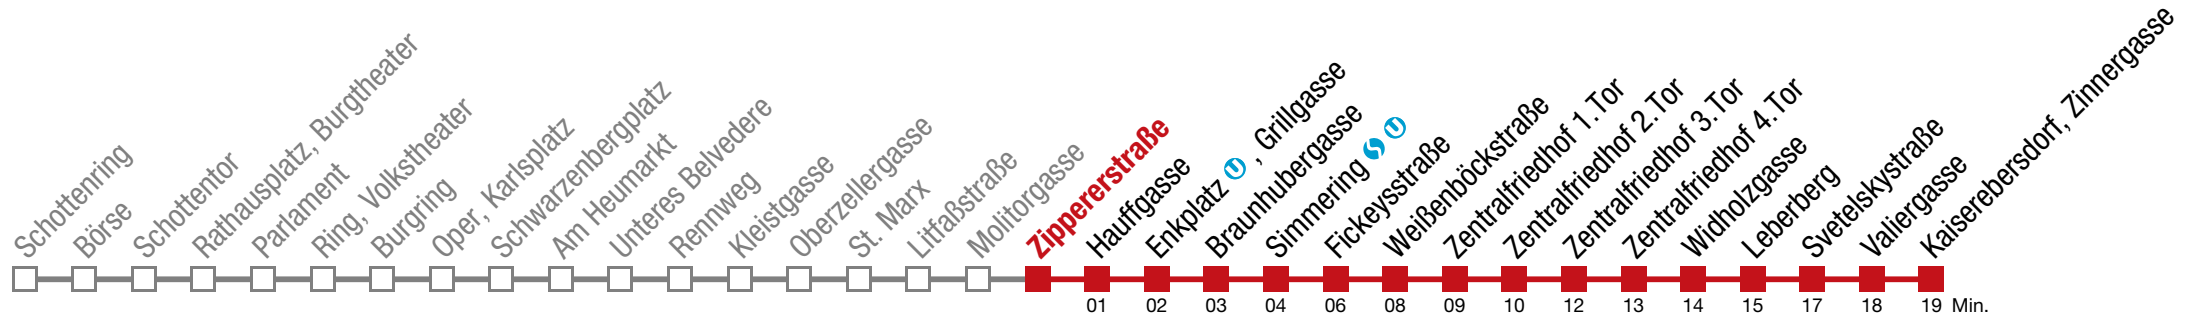 Schottenring
Börse
Schottentor
Rathausplatz, Burgtheater
Parlament
Ring, Volkstheater
Burgring
Oper, Karlsplatz
Schwarzenbergplatz
Am Heumarkt
Unteres Belvedere
Rennweg
Kleistgasse
Oberzellergasse
St. Marx
Litfaßstraße
Molitorgasse
Zippererstraße
Hauffgasse
Enkplatz U , Grillgasse
Braunhubergasse
Simmering S U
Fickeysstraße
Weißenböckstraße
Zentralfriedhof 1.Tor
Zentralfriedhof 2.Tor
Zentralfriedhof 3.Tor
Zentralfriedhof 4.Tor
Widholzgasse
Leberberg
Svetelskystraße
Valiergasse
Kaiserebersdorf, Zinnergasse
01 02 03 04 06 08 09 10 12 13 14 15 17 18 19 Min.